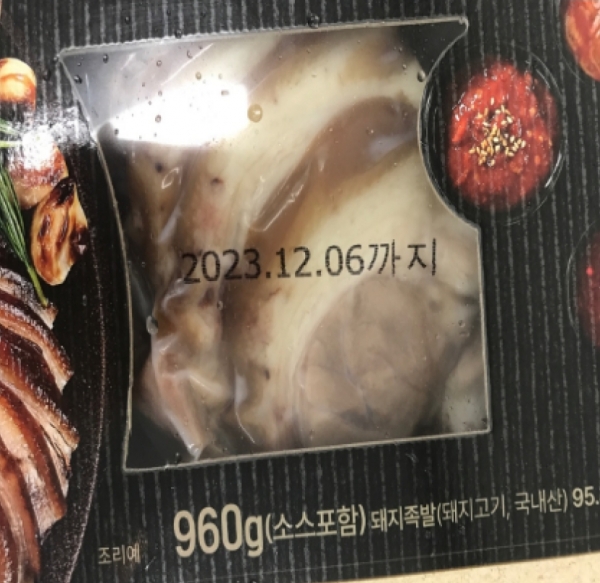 2023.12.06까지
960g(소스포함) 돼지족발(돼지고기, 국내산) 95.
조리예